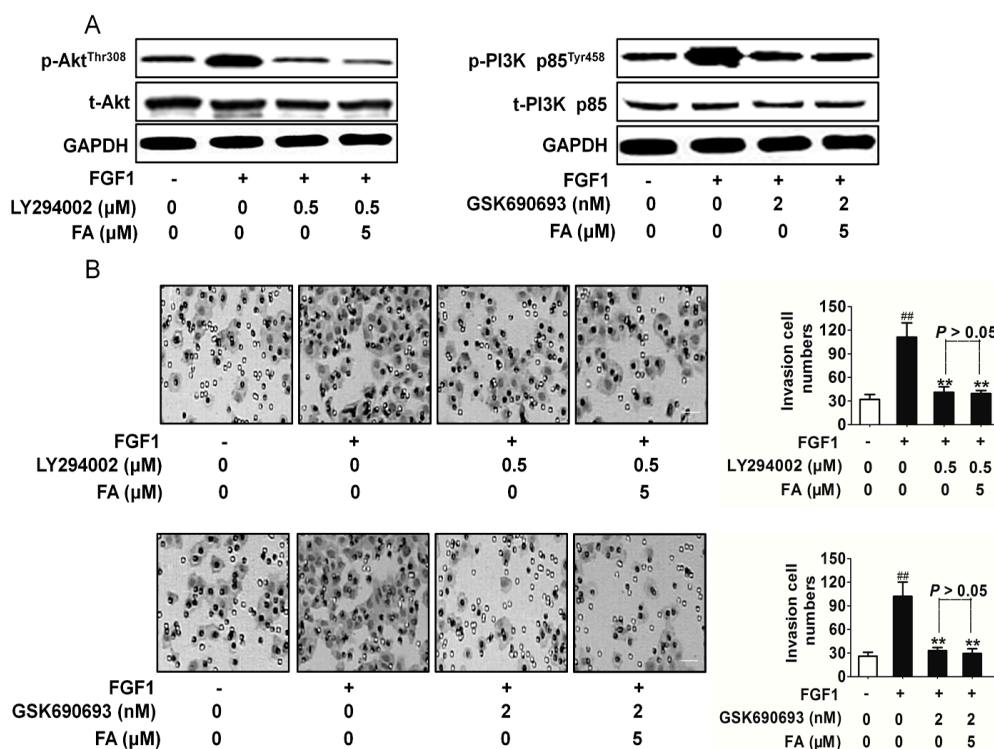 A
p-AktThr308
t-Akt
GAPDH
FGF1 - + + +
LY294002 (µM) 0 0 0.5 0.5
FA (µM) 0 0 0 5
p-PI3K p85Tyr458
t-PI3K p85
GAPDH
FGF1 - + + +
GSK690693 (nM) 0 0 2 2
FA (µM) 0 0 0 5
B
FGF1 - + + +
LY294002 (µM) 0 0 0.5 0.5
FA (µM) 0 0 0 5
Invasion cell
numbers
150
120
90
60
30
0
##
P > 0.05
** **
FGF1 - + + +
LY294002 (µM) 0 0 0.5 0.5
FA (µM) 0 0 0 5
FGF1 - + + +
GSK690693 (nM) 0 0 2 2
FA (µM) 0 0 0 5
Invasion cell
numbers
150
120
90
60
30
0
##
P > 0.05
** **
FGF1 - + + +
GSK690693 (nM) 0 0 2 2
FA (µM) 0 0 0 5